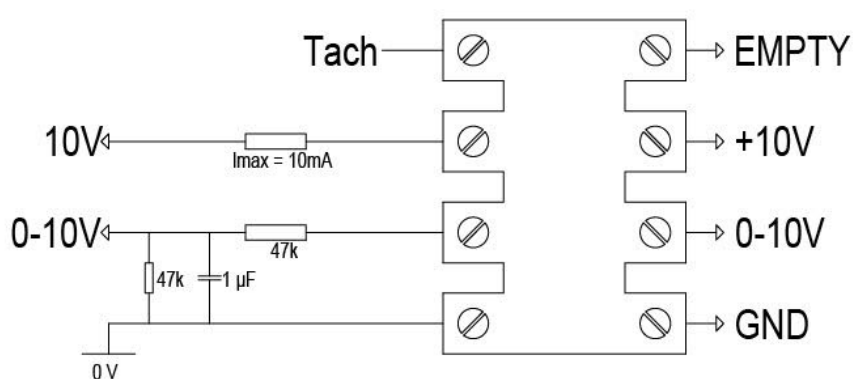 Tach
EMPTY
10V
Imax = 10mA
+10V
0-10V
47k
0-10V
47k
1 µF
GND
0 V